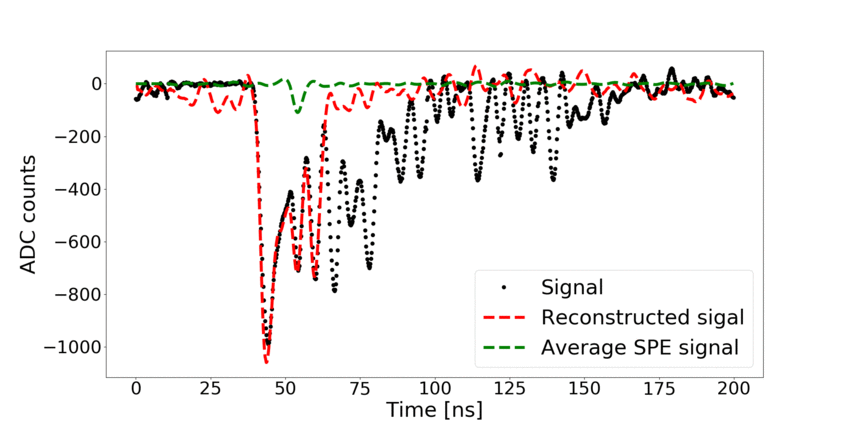 0
−200
−400
−600
−800
−1000
ADC counts
Signal
Reconstructed sigal
Average SPE signal
0 25 50 75 100 125 150 175 200
Time [ns]